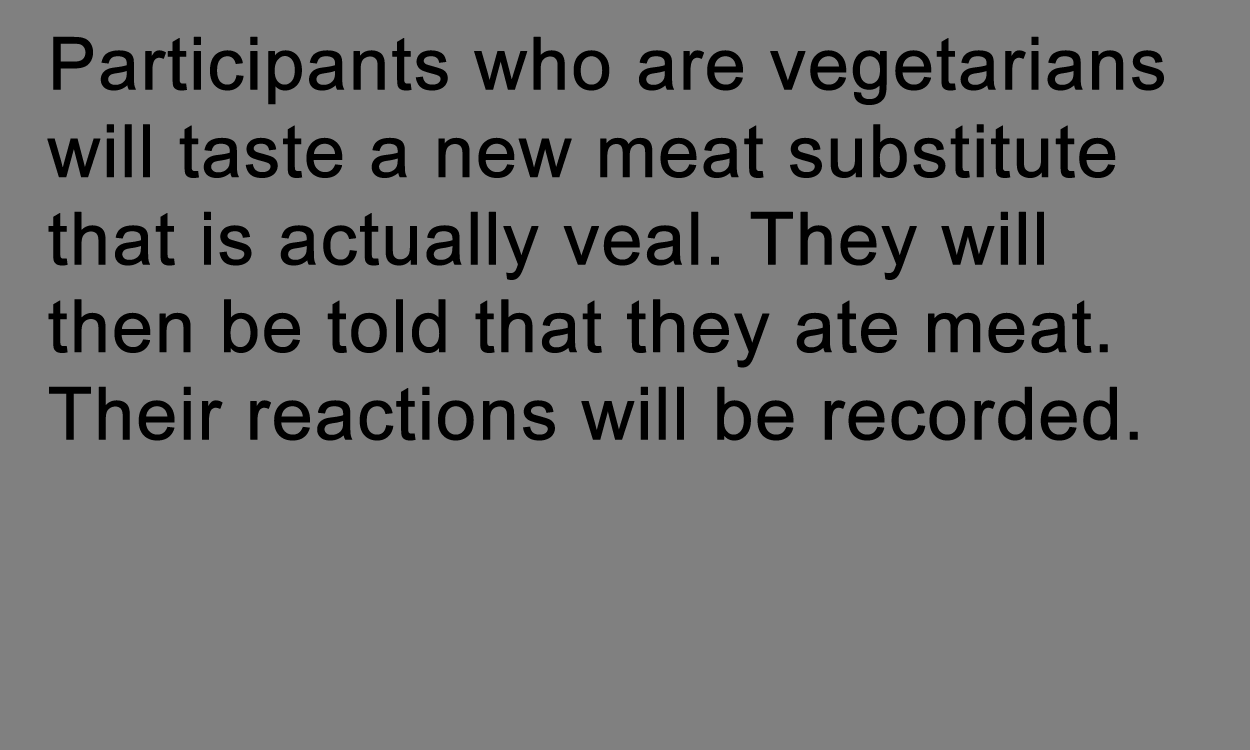 Participants who are vegetarians
will taste a new meat substitute
that is actually veal. They will
then be told that they ate meat.
Their reactions will be recorded.